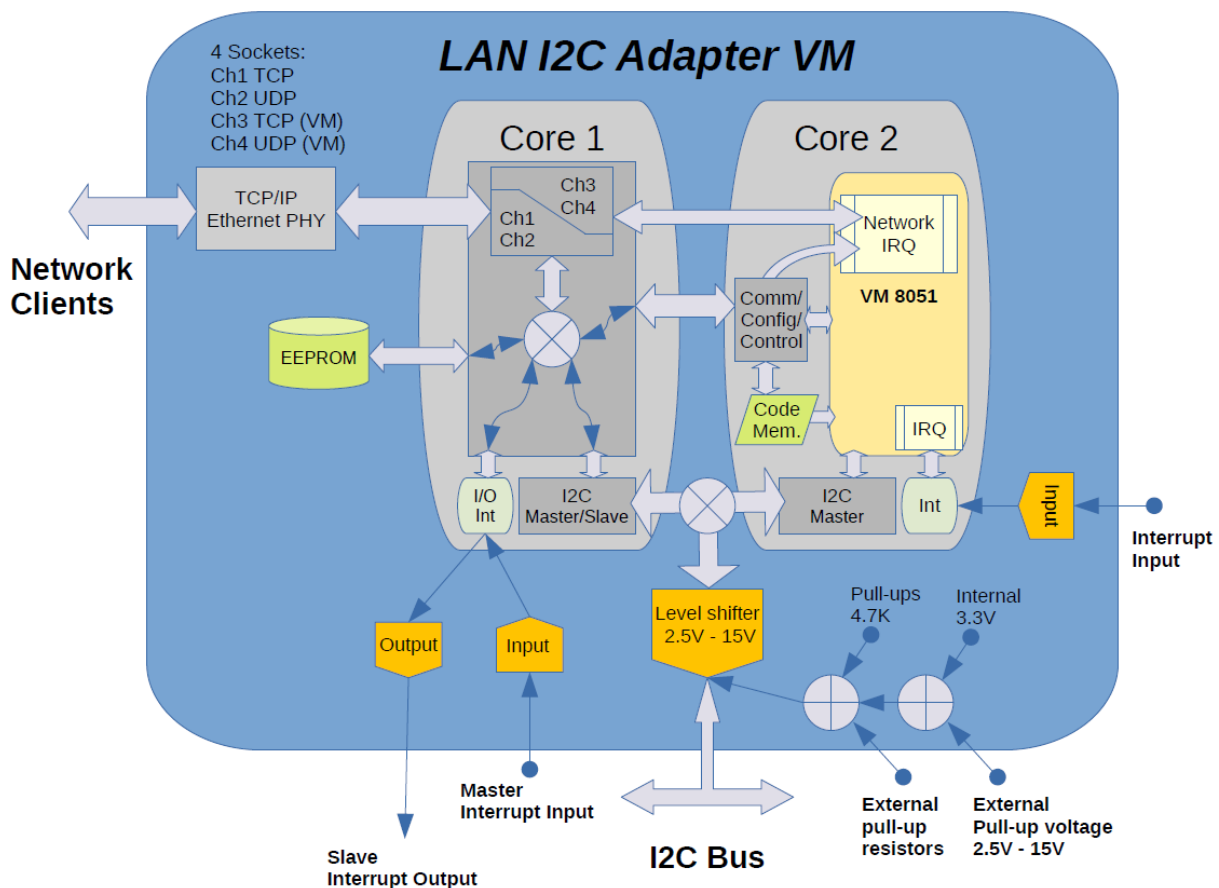 LAN I2C Adapter VM
4 Sockets:
Ch1 TCP
Ch2 UDP
Ch3 TCP (VM)
Ch4 UDP (VM)
TCP/IP
Ethernet PHY
Network
Clients
EEPROM
Core 1
Ch3
Ch4
Ch1
Ch2
I/O
Int
I2C
Master/Slave
Core 2
Network
IRQ
VM 8051
Comm/
Config/
Control
Code
Mem.
IRQ
I2C
Master
Int
Input
Interrupt
Input
Output
Input
Level shifter
2.5V - 15V
Pull-ups
4.7K
Internal
3.3V
Slave
Interrupt Output
Master
Interrupt Input
I2C Bus
External
pull-up
resistors
External
Pull-up voltage
2.5V - 15V